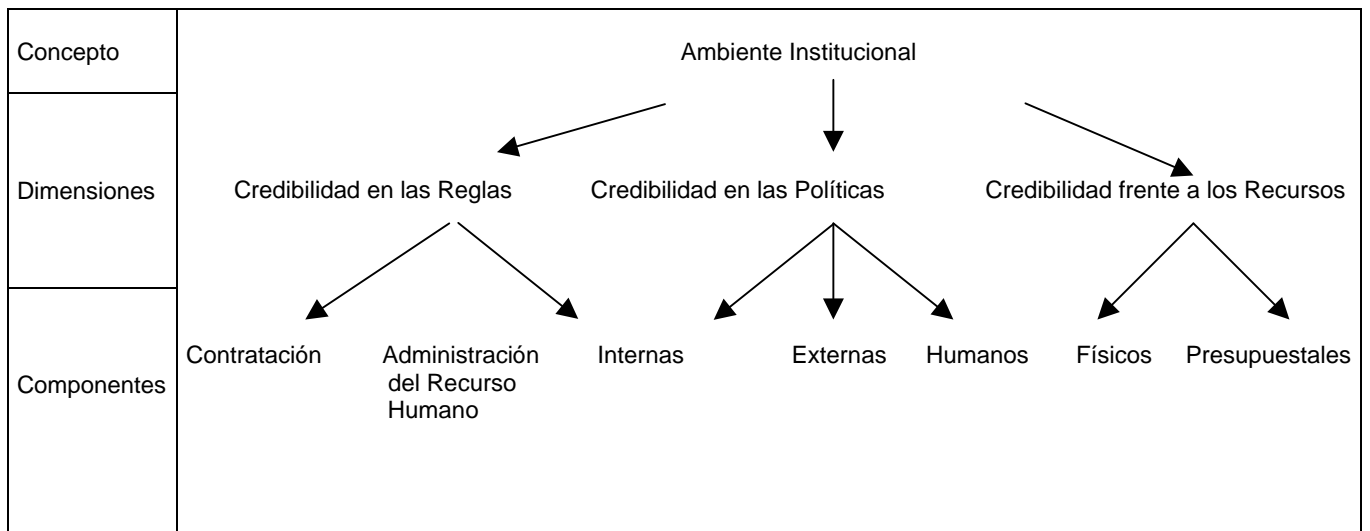 Concepto
Ambiente Institucional
Dimensiones
Credibilidad en las Reglas
Credibilidad en las Políticas
Credibilidad frente a los Recursos
Componentes
Contratación
Administración
del Recurso
Humano
Internas
Externas
Humanos
Físicos
Presupuestales